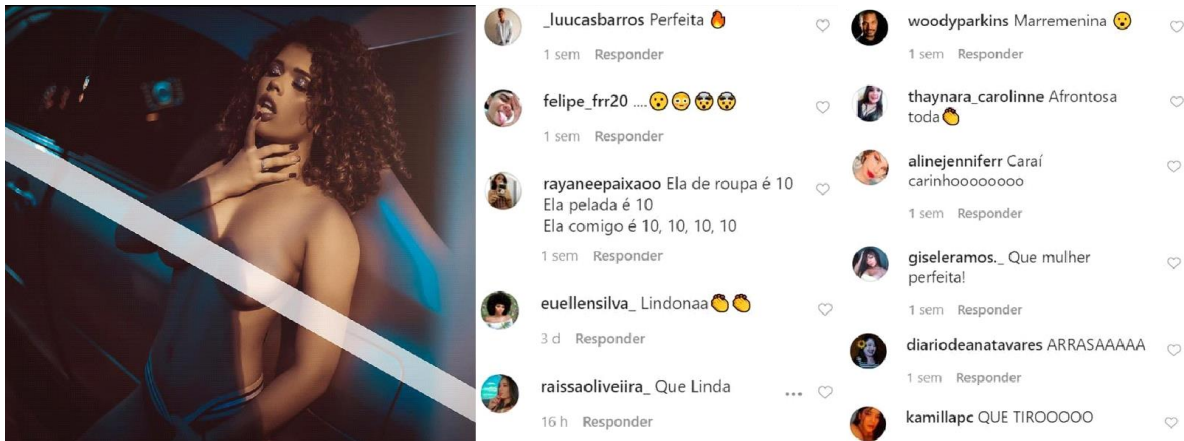 _luucasbarros Perfeita 🔥
1 sem Responder
felipe_frr20 ....😮😳🤯🤯
1 sem Responder
rayaneepaixaoo Ela de roupa é 10
Ela pelada é 10
Ela comigo é 10, 10, 10, 10
1 sem Responder
euellensilva_ Lindonaa👏👏
3 d Responder
raissaoliveiira_ Que Linda
16 h Responder
woodyparkins Marremenina 😮
1 sem Responder
thaynara_carolinne Afrontosa
toda👏
alinejenniferr Caraí
carinhoooooooo
1 sem Responder
giseleramos._ Que mulher
perfeita!
1 sem Responder
diariodeanatavares ARRASAAAAA
1 sem Responder
kamillapc QUE TIROOOOO